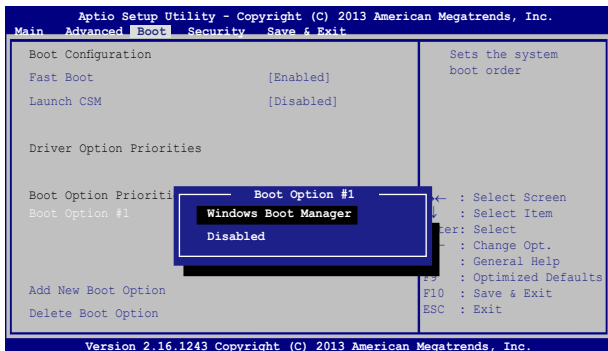 Aptio Setup Utility - Copyright (C) 2013 American Megatrends, Inc.
Main Advanced Boot Security Save & Exit
Boot Configuration
Fast Boot [Enabled]
Launch CSM [Disabled]
Driver Option Priorities
Boot Option Prioriti
Boot Option #1
Sets the system
boot order
Boot Option #1
Windows Boot Manager
Disabled
: Select Screen
: Select Item
er: Select
: Change Opt.
: General Help
F9 : Optimized Defaults
F10 : Save & Exit
ESC : Exit
Add New Boot Option
Delete Boot Option
Version 2.16.1243 Copyright (C) 2013 American Megatrends, Inc.